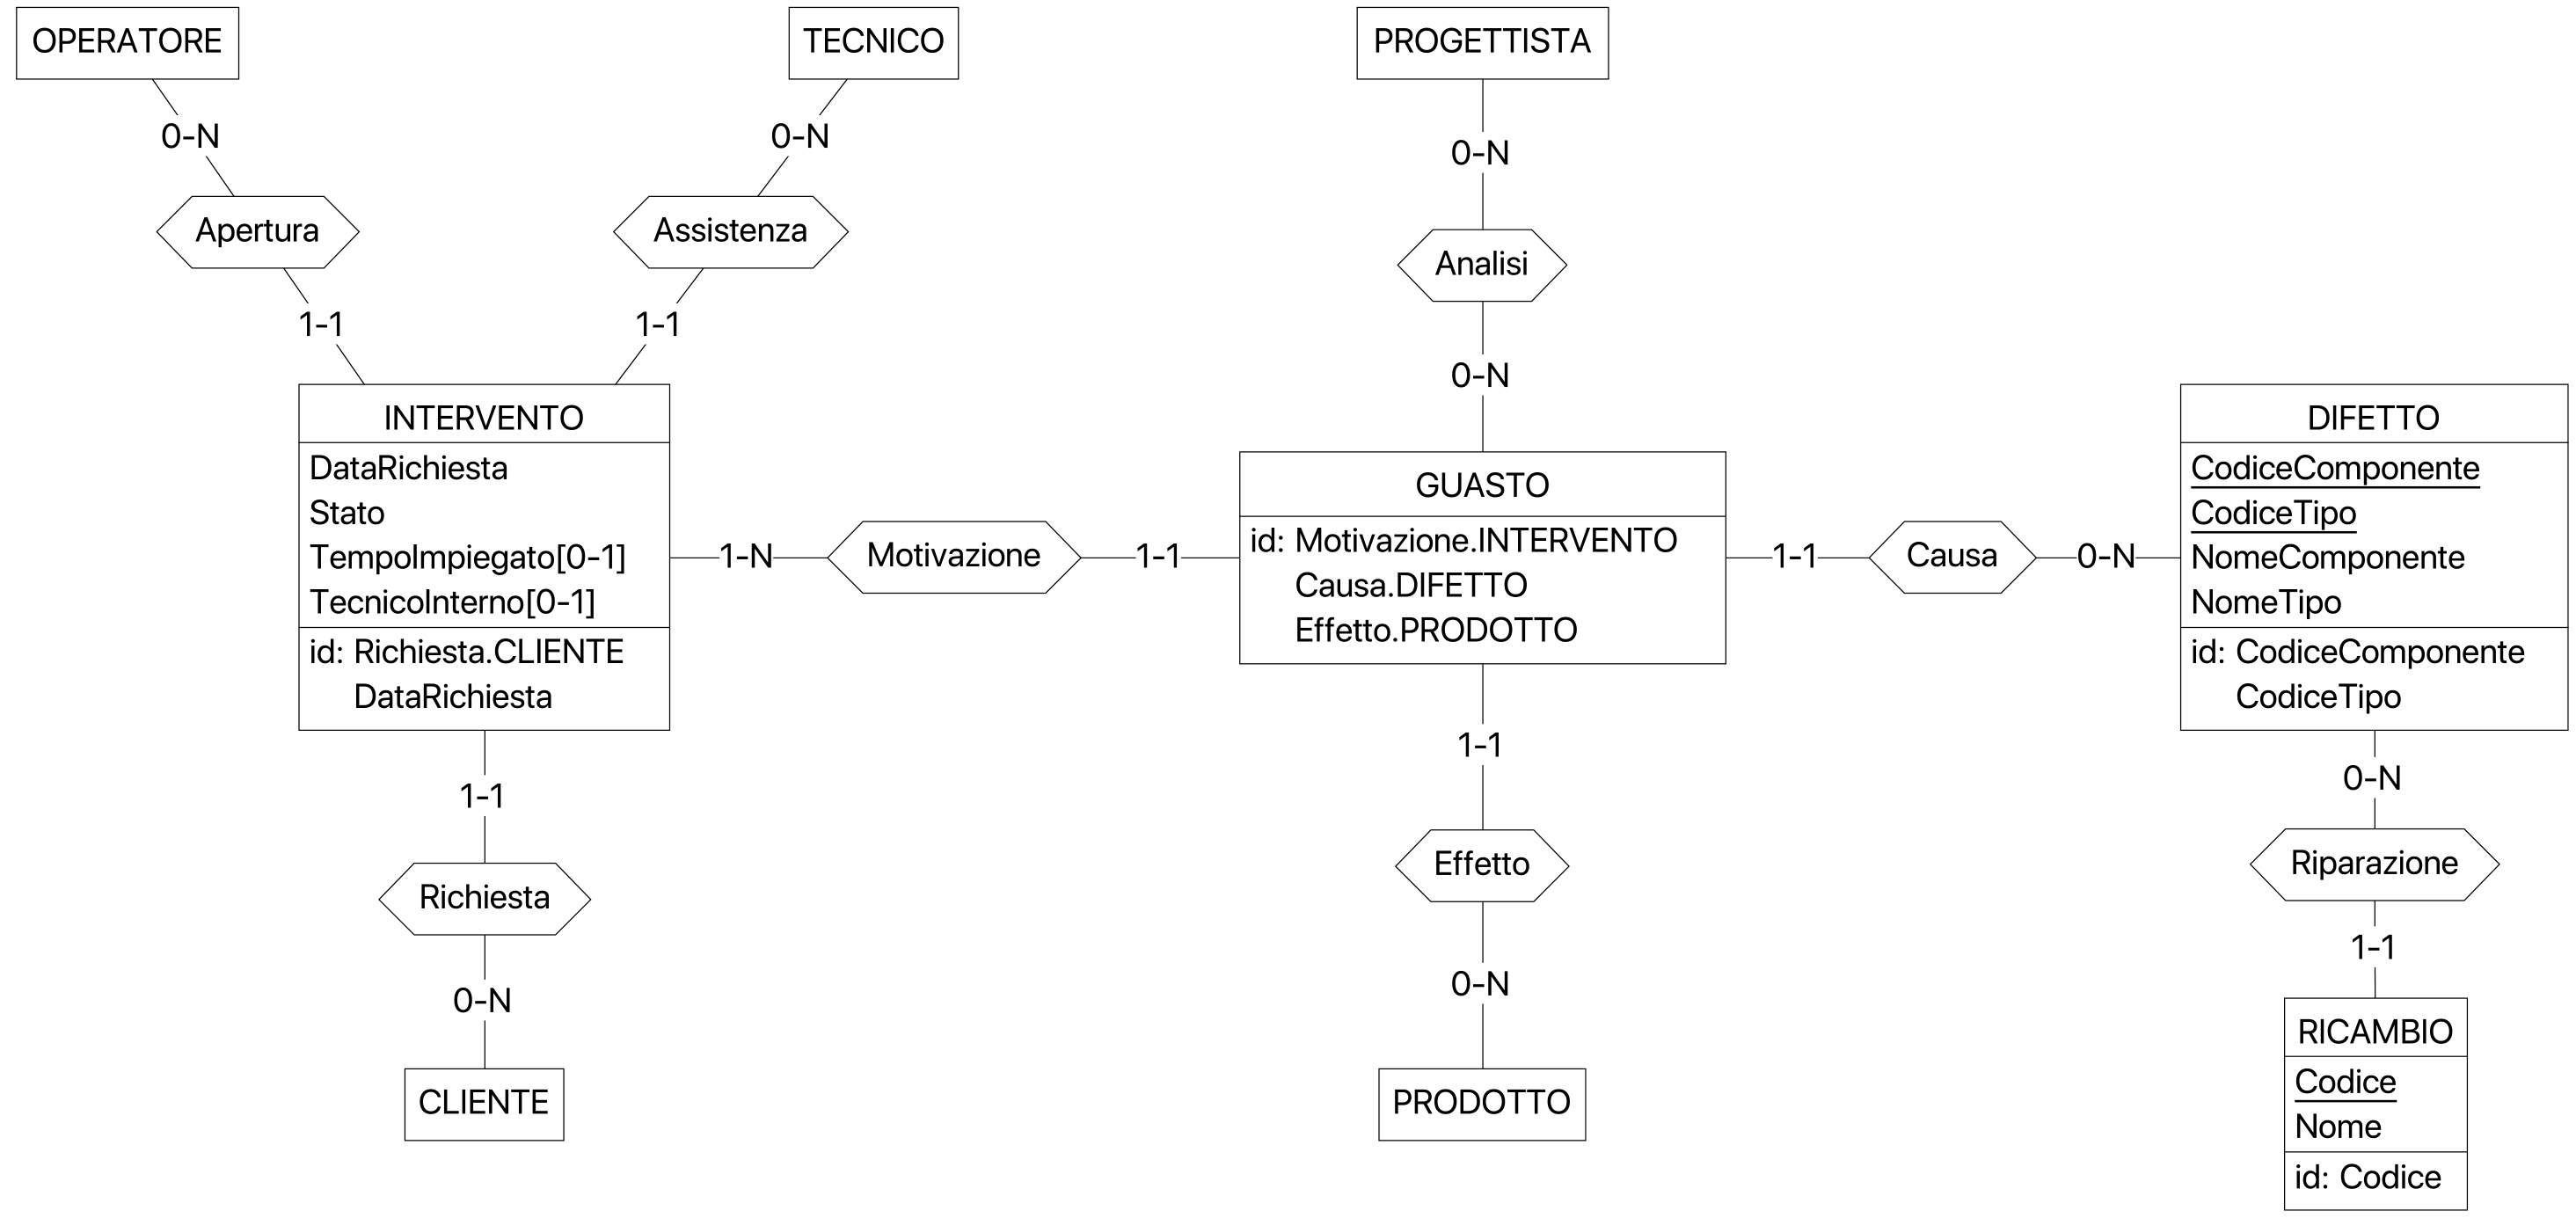 OPERATORE
TECNICO
PROGETTISTA
0-N
0-N
0-N
Apertura
Assistenza
Analisi
1-1
1-1
0-N
INTERVENTO
DataRichiesta
Stato
TempoImpiegato[0-1]
TecnicoInterno[0-1]
id: Richiesta.CLIENTE
DataRichiesta
1-N
Motivazione
1-1
GUASTO
id: Motivazione.INTERVENTO
Causa.DIFETTO
Effetto.PRODOTTO
1-1
Causa
0-N
DIFETTO
CodiceComponente
CodiceTipo
NomeComponente
NomeTipo
id: CodiceComponente
CodiceTipo
1-1
Richiesta
0-N
CLIENTE
1-1
Effetto
0-N
PRODOTTO
0-N
Riparazione
1-1
RICAMBIO
Codice
Nome
id: Codice